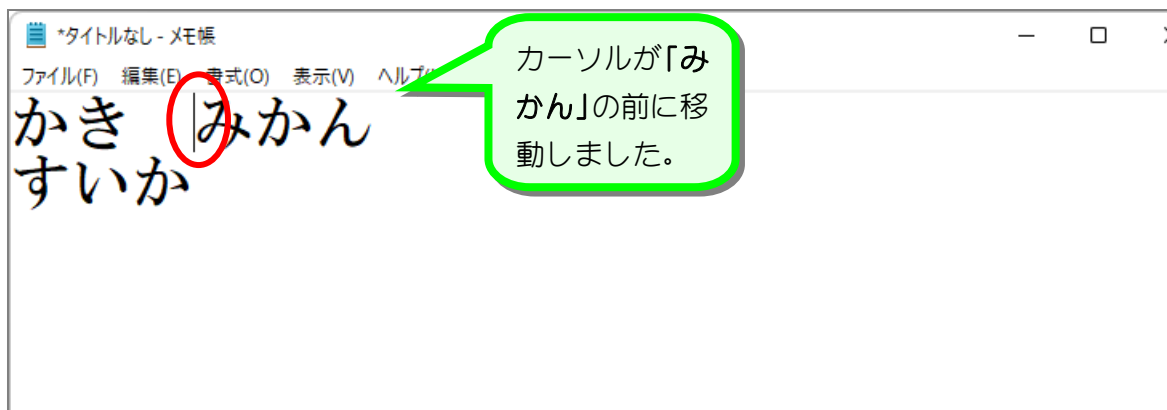 *タイトルなし - メモ帳
ファイル(F) 編集(E) 書式(O) 表示(V) ヘルプ
かき　みかん
すいか
カーソルが「み
かん」の前に移
動しました。